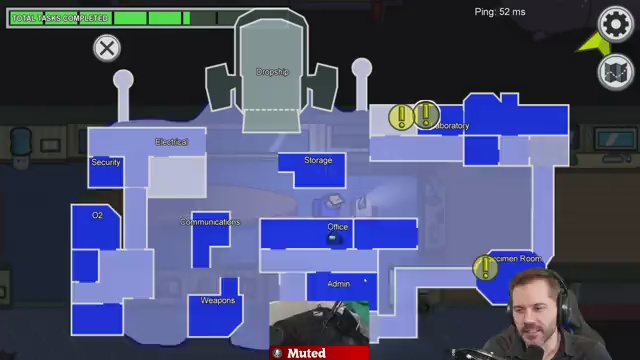 TOTAL TASKS COMPLETED
Ping: 52 ms
Dropship
Laboratory
Electrical
Storage
Security
O2
Communications
Office
Specimen Room
Admin
Weapons
Muted